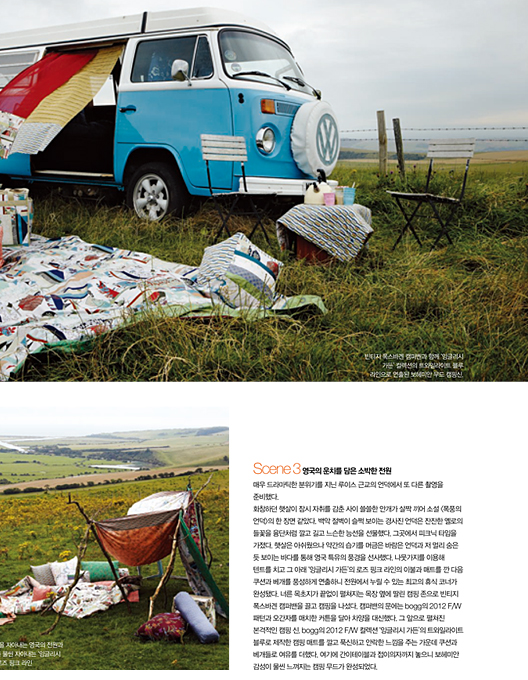 빈티지 폭스바겐 캠퍼밴과 함께 '잉글리시
가든' 컬렉션의 트와일라이트 블루
라인으로 연출된 보헤미안 무드 캠핑신.
Scene 3 영국의 운치를 담은 소박한 전원
매우 드라마틱한 분위기를 지닌 루이스 근교의 언덕에서 또 다른 촬영을
준비했다.
화창하던 햇살이 잠시 자취를 감춘 사이 쓸쓸한 안개가 살짝 끼어 소설 〈폭풍의
언덕〉의 한 장면 같았다. 백악 절벽이 슬쩍 보이는 경사진 언덕은 잔잔한 옐로의
들꽃을 융단처럼 깔고 길고 느슨한 능선을 선물했다. 그곳에서 피크닉 타임을
가졌다. 햇살은 아쉬웠으나 약간의 습기를 머금은 바람은 언덕과 저 멀리 숨은
듯 보이는 바다를 통해 영국 특유의 풍경을 선사했다. 나뭇가지를 이용해
텐트를 치고 그 아래 '잉글리시 가든'의 로즈 핑크 라인의 이불과 매트를 깐 다음
쿠션과 베개를 풍성하게 연출하니 전원에서 누릴 수 있는 최고의 휴식 코너가
완성됐다. 너른 목초지가 끝없이 펼쳐지는 목장 옆에 딸린 캠핑 존으로 빈티지
폭스바겐 캠퍼밴을 끌고 캠핑을 나섰다. 캠퍼밴의 문에는 bogg의 2012 F/W
패턴과 오간자를 매치한 커튼을 달아 차양을 대신했다. 그 앞으로 펼쳐진
본격적인 캠핑 신. bogg의 2012 F/W 컬렉션 '잉글리시 가든'의 트와일라이트
블루로 제작한 캠핑 매트를 깔고 푹신하고 안락한 느낌을 주는 가운데 쿠션과
베개들로 여유를 더했다. 여기에 간이테이블과 접이의자까지 놓으니 보헤미안
감성이 물씬 느껴지는 캠핑 무드가 완성되었다.
을 자아내는 영국의 전원과
물씬 자아내는 '잉글리시
로즈 핑크 라인.